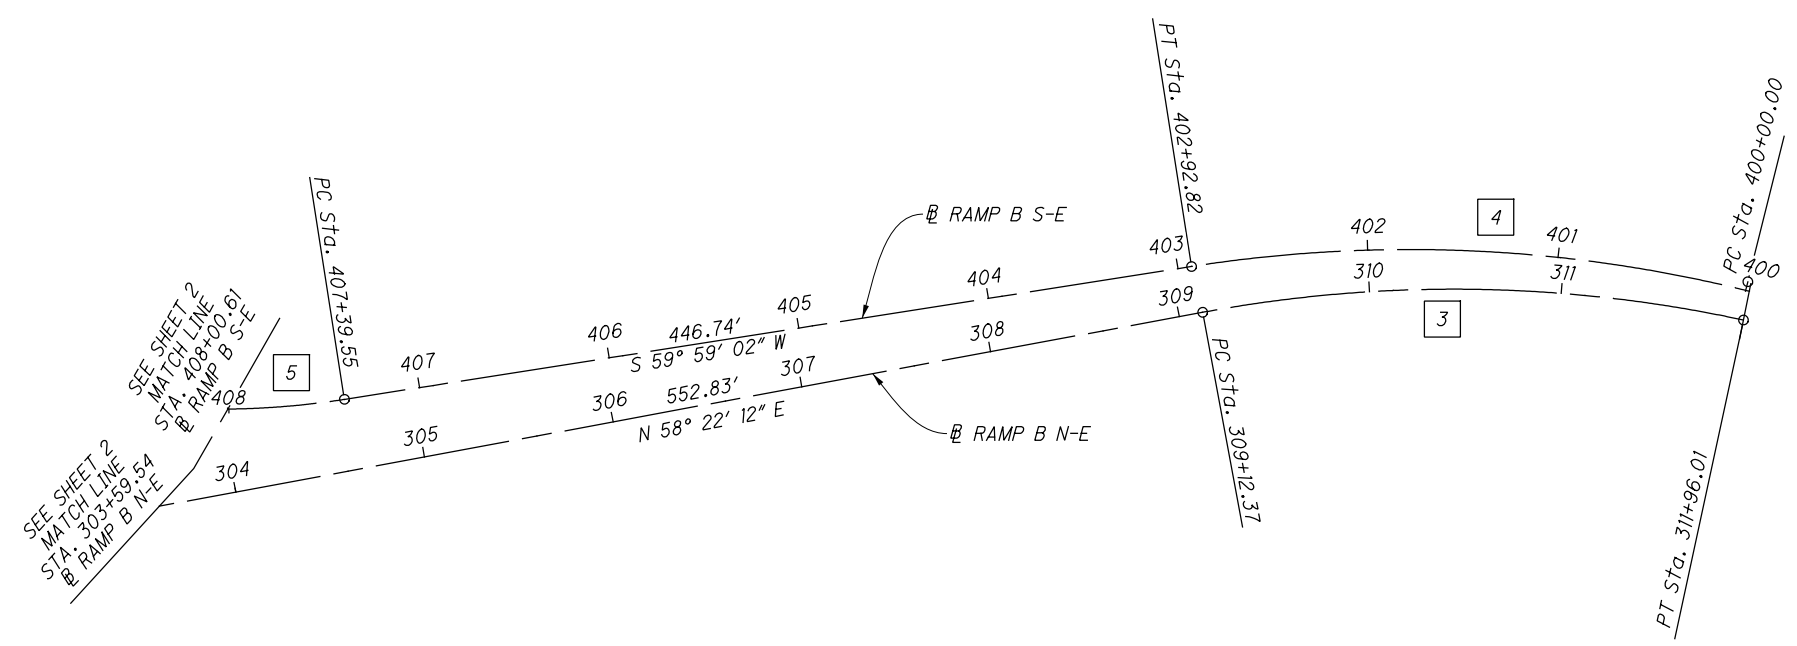 PT Sta. 402+92.82
PC Sta. 400+00.00
PC Sta. 407+39.55
4
℄ RAMP B S-E
402
401
400
403
310
311
404
309
3
405
406
446.74'
S 59° 59' 02" W
308
407
307
552.83'
N 58° 22' 12" E
5
408
306
305
304
℄ RAMP B N-E
SEE SHEET 2
MATCH LINE
STA. 408+00.61
℄ RAMP B S-E
SEE SHEET 2
MATCH LINE
STA. 303+59.54
℄ RAMP B N-E
PC Sta. 309+12.37
PT Sta. 311+96.01